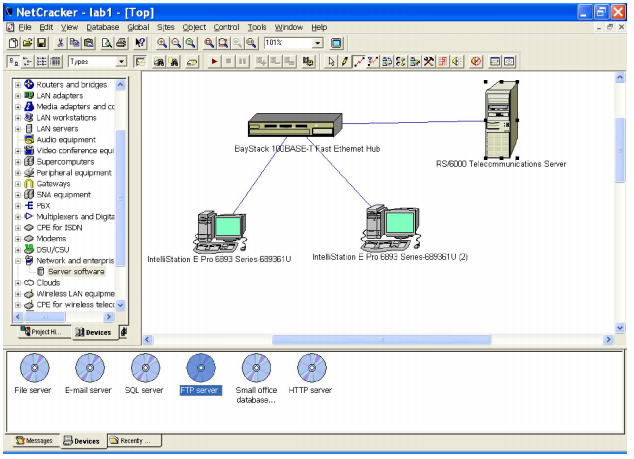 NetCracker - lab1 - [Top]
File Edit View Database Global Sites Object Control Tools Window Help
101%
Types
Routers and bridges
LAN adapters
Media adapters and co
LAN workstations
LAN servers
Audio equipment
Video conference equi
Supercomputers
Peripheral equipment
Gateways
SNA equipment
PBX
Multiplexers and Digita
CPE for ISDN
Modems
DSU/CSU
Network and enterpris
Server software
Clouds
Wireless LAN equipme
CPE for wireless telecc
Project Hi... Devices
BayStack 100BASE-T Fast Ethernet Hub
RS/6000 Telecommunications Server
IntelliStation E Pro 6893 Series-689361U
IntelliStation E Pro 6893 Series-689361U (2)
File server E-mail server SQL server FTP server Small office database... HTTP server
Messages Devices Recently ...